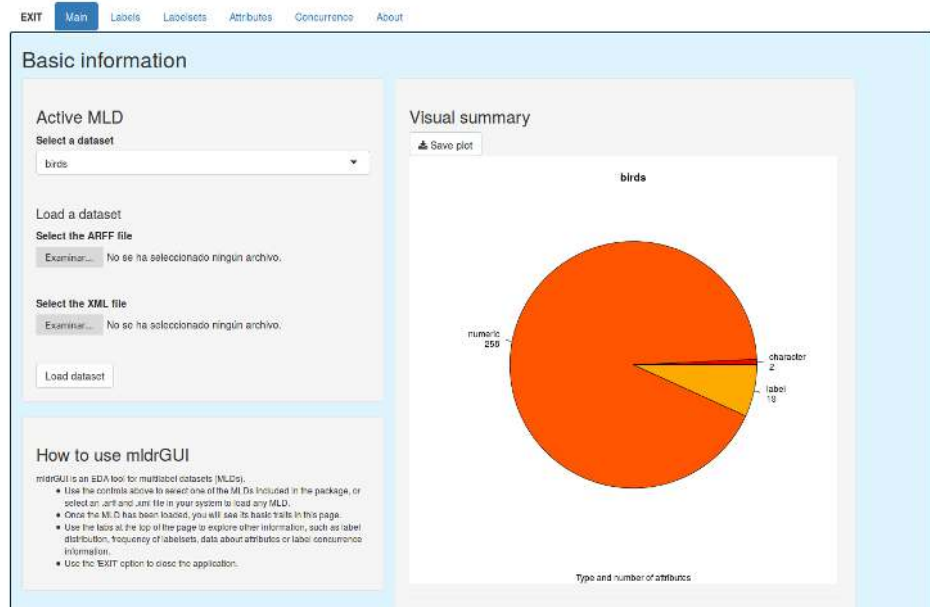 EXIT Main Labels Labelsets Attributes Concurrence About
Basic information
Active MLD
Select a dataset
birds
Load a dataset
Select the ARFF file
Examinar... No se ha seleccionado ningún archivo.
Select the XML file
Examinar... No se ha seleccionado ningún archivo.
Load dataset
How to use mldrGUI
mldrGUI is an EDA tool for multilabel datasets (MLDs).
Use the controls above to select one of the MLDs included in the package, or
select an .arff and .xml file in your system to load any MLD.
Once the MLD has been loaded, you will see its basic traits in this page.
Use the tabs at the top of the page to explore other information, such as label
distribution, frequency of labelsets, data about attributes or label concurrence
information.
Use the 'EXIT' option to close the application.
Visual summary
Save plot
birds
numeric
character
2
label
Type and number of attributes